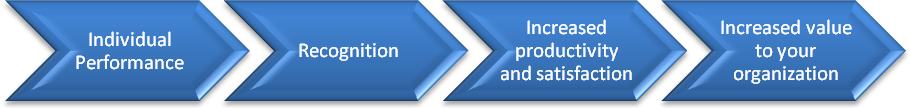 Individual
Performance
Recognition
Increased
productivity
and satisfaction
Increased value
to your
organization